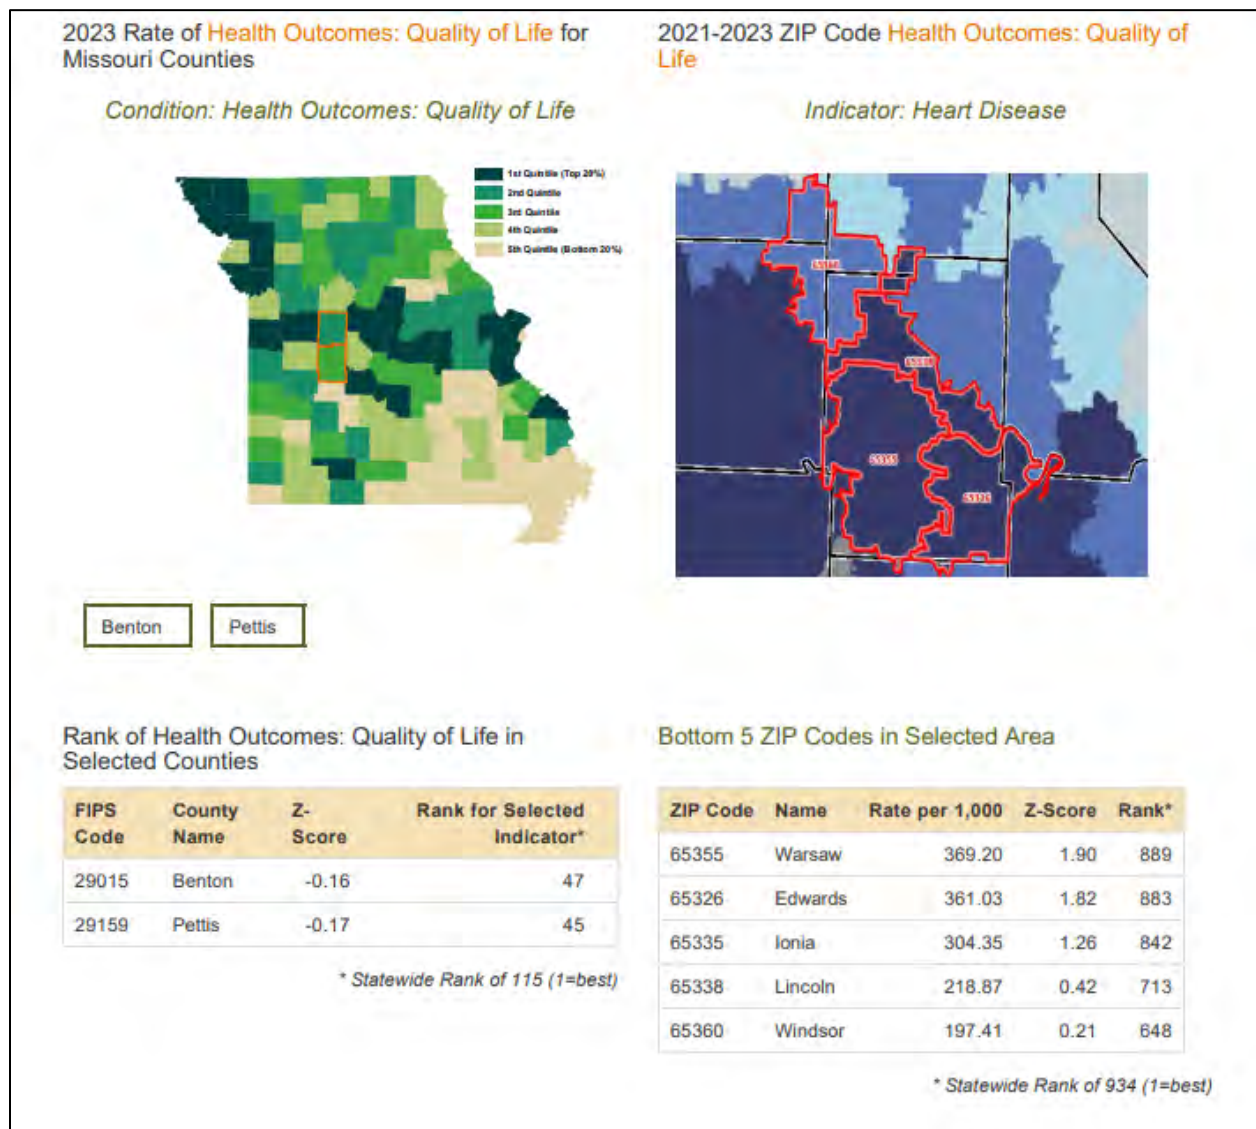 2023 Rate of Health Outcomes: Quality of Life for
Missouri Counties
Condition: Health Outcomes: Quality of Life
1st Quintile (Top 20%)
2nd Quintile
3rd Quintile
4th Quintile
5th Quintile (Bottom 20%)
Benton
Pettis
2021-2023 ZIP Code Health Outcomes: Quality of
Life
Indicator: Heart Disease
65360
65338
65355
65326
Rank of Health Outcomes: Quality of Life in
Selected Counties
FIPS Code County Name Z-Score Rank for Selected Indicator*
29015 Benton -0.16 47
29159 Pettis -0.17 45
* Statewide Rank of 115 (1=best)
Bottom 5 ZIP Codes in Selected Area
ZIP Code Name Rate per 1,000 Z-Score Rank*
65355 Warsaw 369.20 1.90 889
65326 Edwards 361.03 1.82 883
65335 Ionia 304.35 1.26 842
65338 Lincoln 218.87 0.42 713
65360 Windsor 197.41 0.21 648
* Statewide Rank of 934 (1=best)